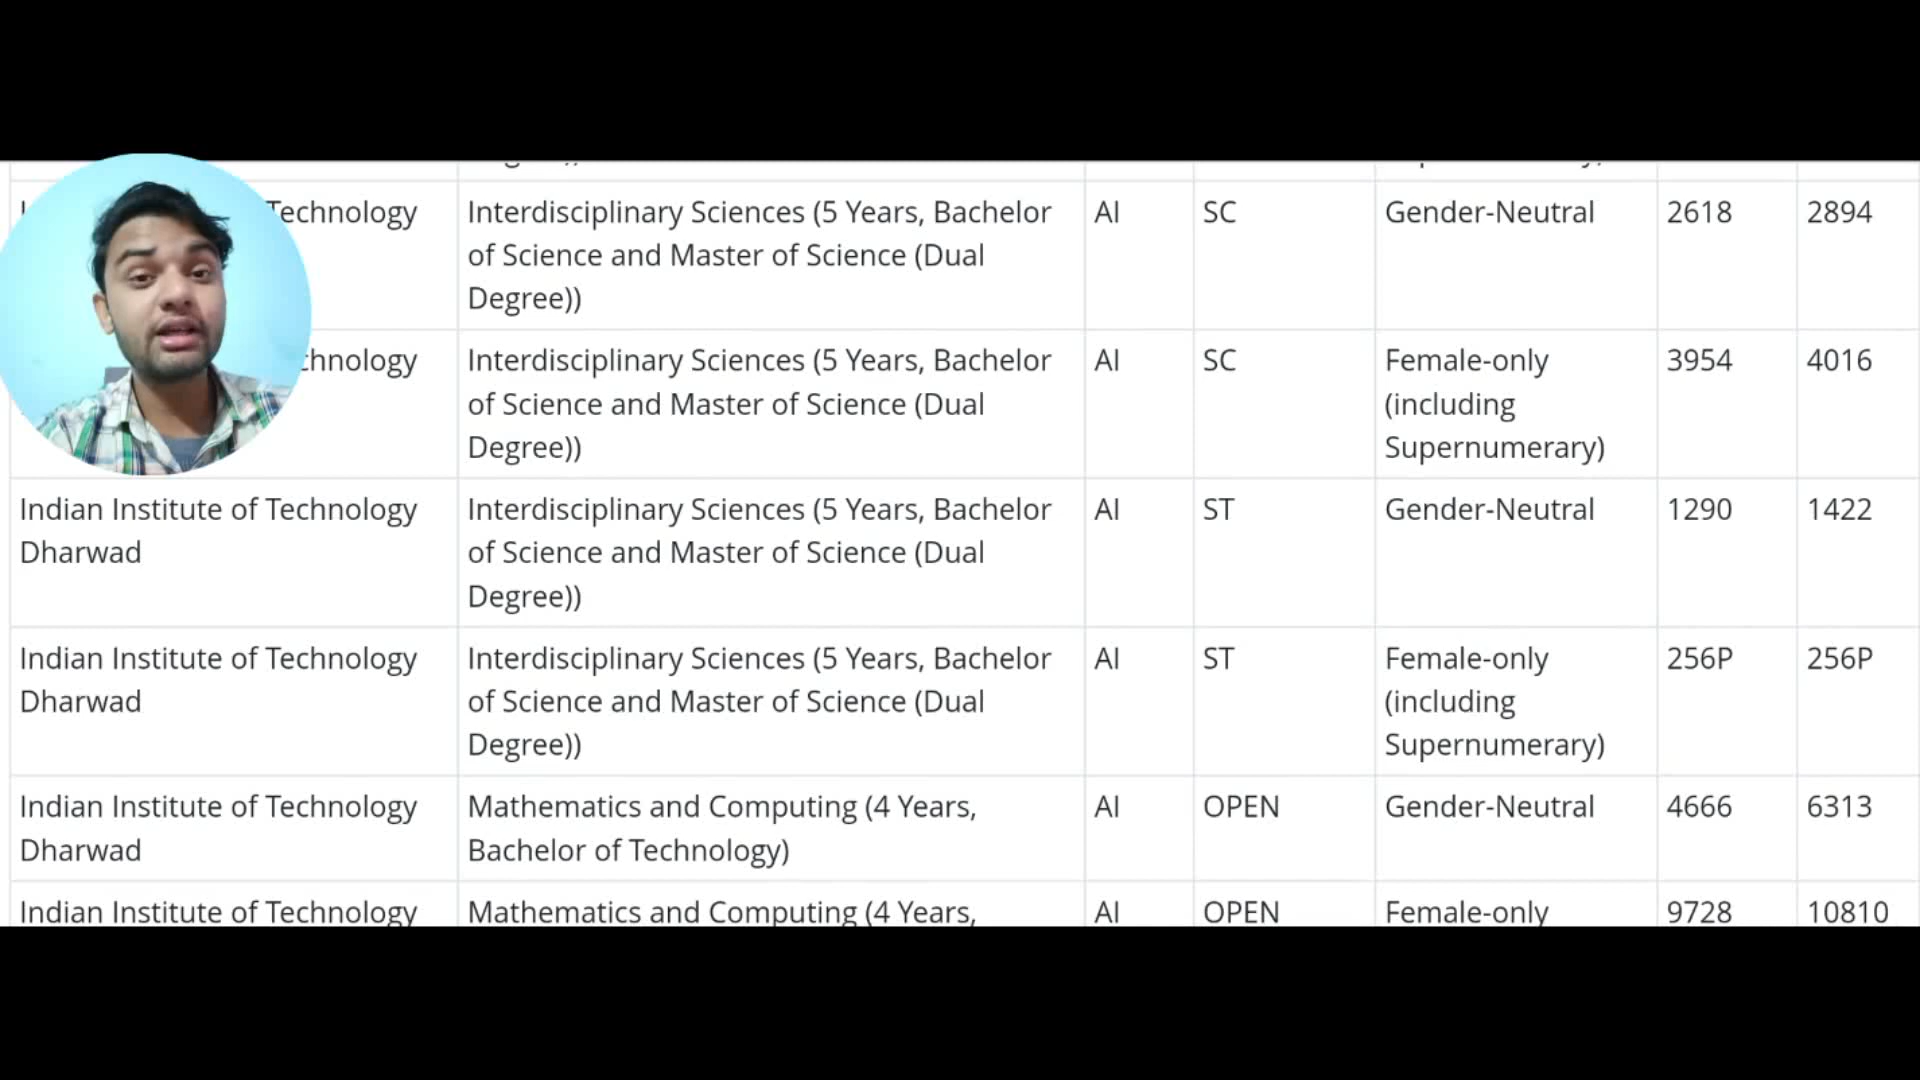 Technology Interdisciplinary Sciences (5 Years, Bachelor AI SC Gender-Neutral 2618 2894
of Science and Master of Science (Dual
Degree))
Interdisciplinary Sciences (5 Years, Bachelor AI SC Female-only 3954 4016
of Science and Master of Science (Dual (including
Degree)) Supernumerary)
Indian Institute of Technology Interdisciplinary Sciences (5 Years, Bachelor AI ST Gender-Neutral 1290 1422
Dharwad of Science and Master of Science (Dual
Degree))
Indian Institute of Technology Interdisciplinary Sciences (5 Years, Bachelor AI ST Female-only 256P 256P
Dharwad of Science and Master of Science (Dual (including
Degree)) Supernumerary)
Indian Institute of Technology Mathematics and Computing (4 Years, AI OPEN Gender-Neutral 4666 6313
Dharwad Bachelor of Technology)
Indian Institute of Technology Mathematics and Computing (4 Years, AI OPEN Female-only 9728 10810